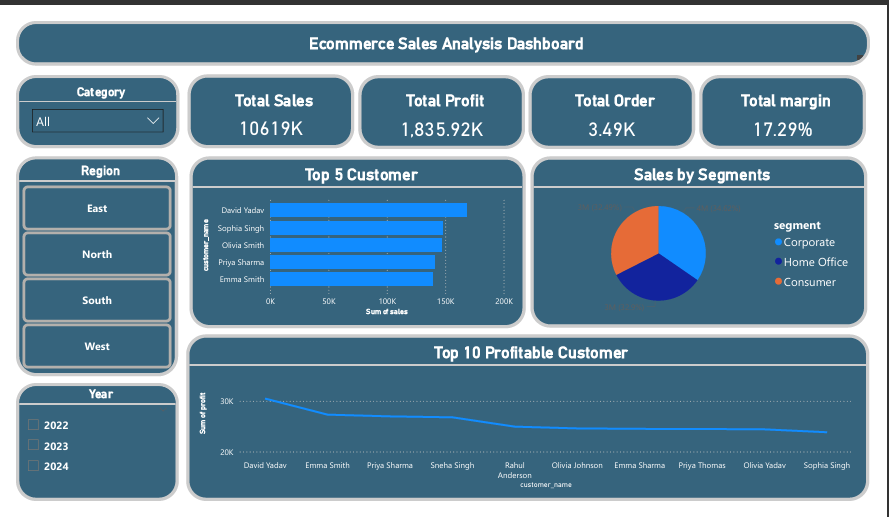 Ecommerce Sales Analysis Dashboard
Category
All
Total Sales
10619K
Total Profit
1,835.92K
Total Order
3.49K
Total margin
17.29%
Region
East
North
South
West
Year
2022
2023
2024
Top 5 Customer
customer_name
David Yadav
Sophia Singh
Olivia Smith
Priya Sharma
Emma Smith
0K 50K 100K 150K 200K
Sum of sales
Sales by Segments
segment
Corporate
Home Office
Consumer
Top 10 Profitable Customer
Sum of profit
30K
20K
David Yadav Emma Smith Priya Sharma Sneha Singh Rahul Anderson Olivia Johnson Emma Sharma Priya Thomas Olivia Yadav Sophia Singh
customer_name